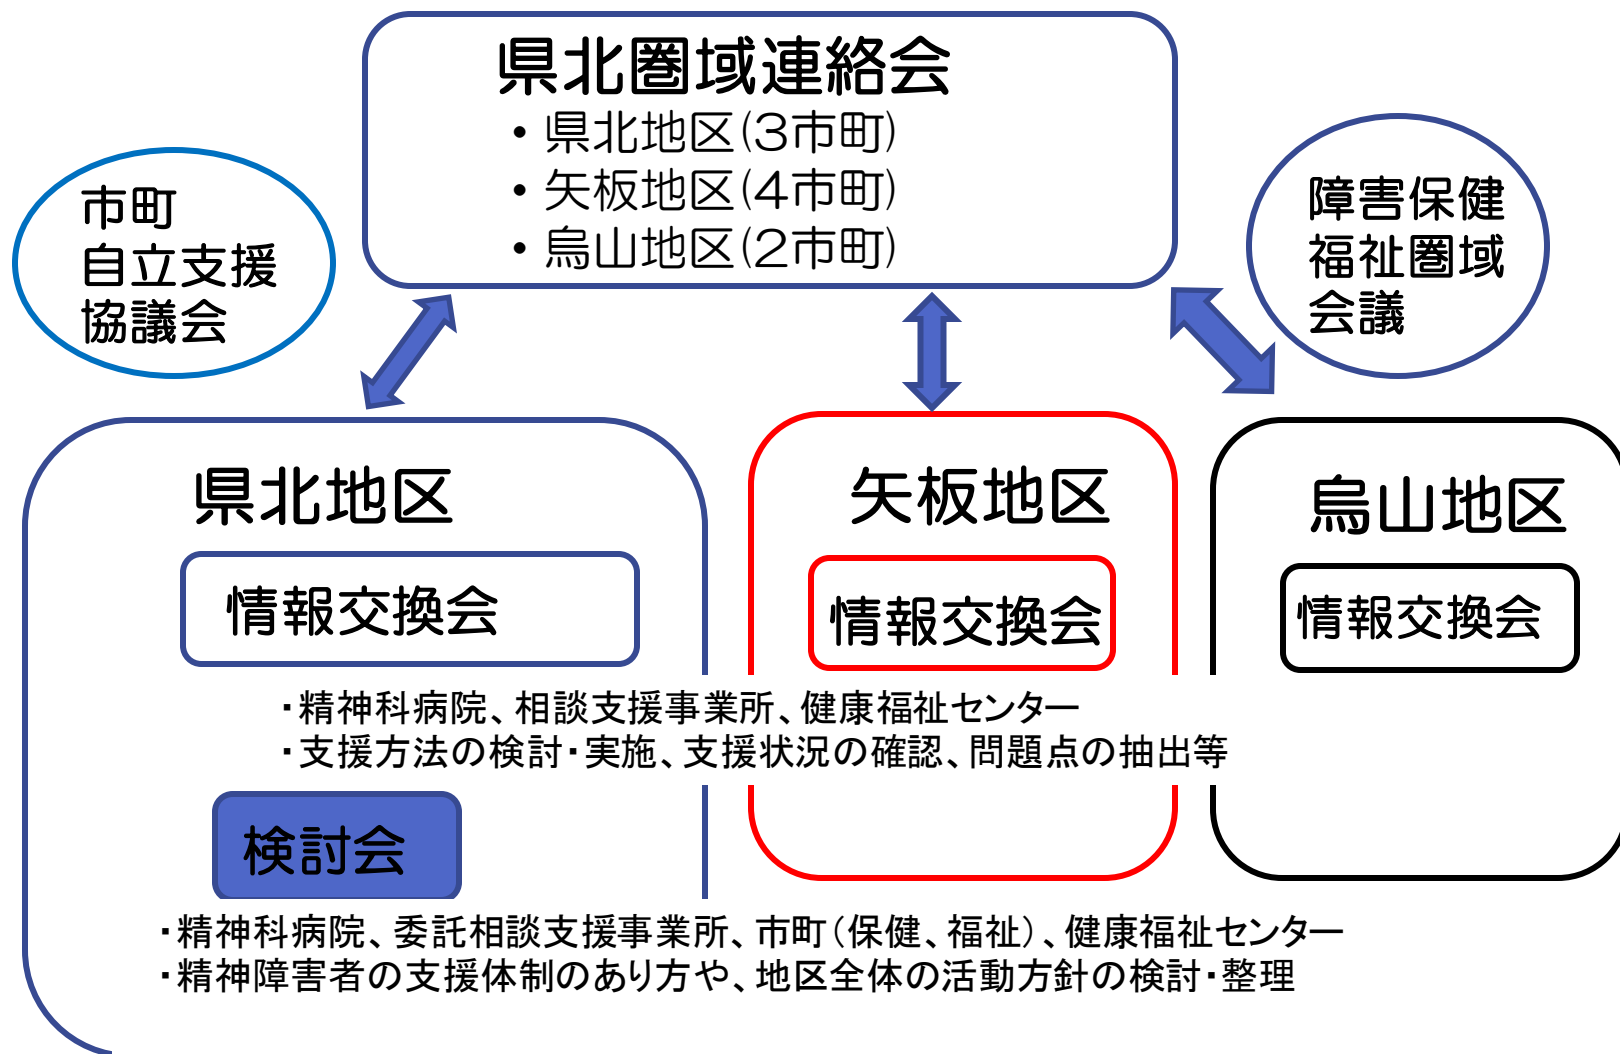 県北圏域連絡会
・県北地区(3市町)
・矢板地区(4市町)
・烏山地区(2市町)
市町
自立支援
協議会
障害保健
福祉圏域
会議
県北地区
情報交換会
矢板地区
情報交換会
烏山地区
情報交換会
・精神科病院、相談支援事業所、健康福祉センター
・支援方法の検討・実施、支援状況の確認、問題点の抽出等
検討会
・精神科病院、委託相談支援事業所、市町(保健、福祉)、健康福祉センター
・精神障害者の支援体制のあり方や、地区全体の活動方針の検討・整理